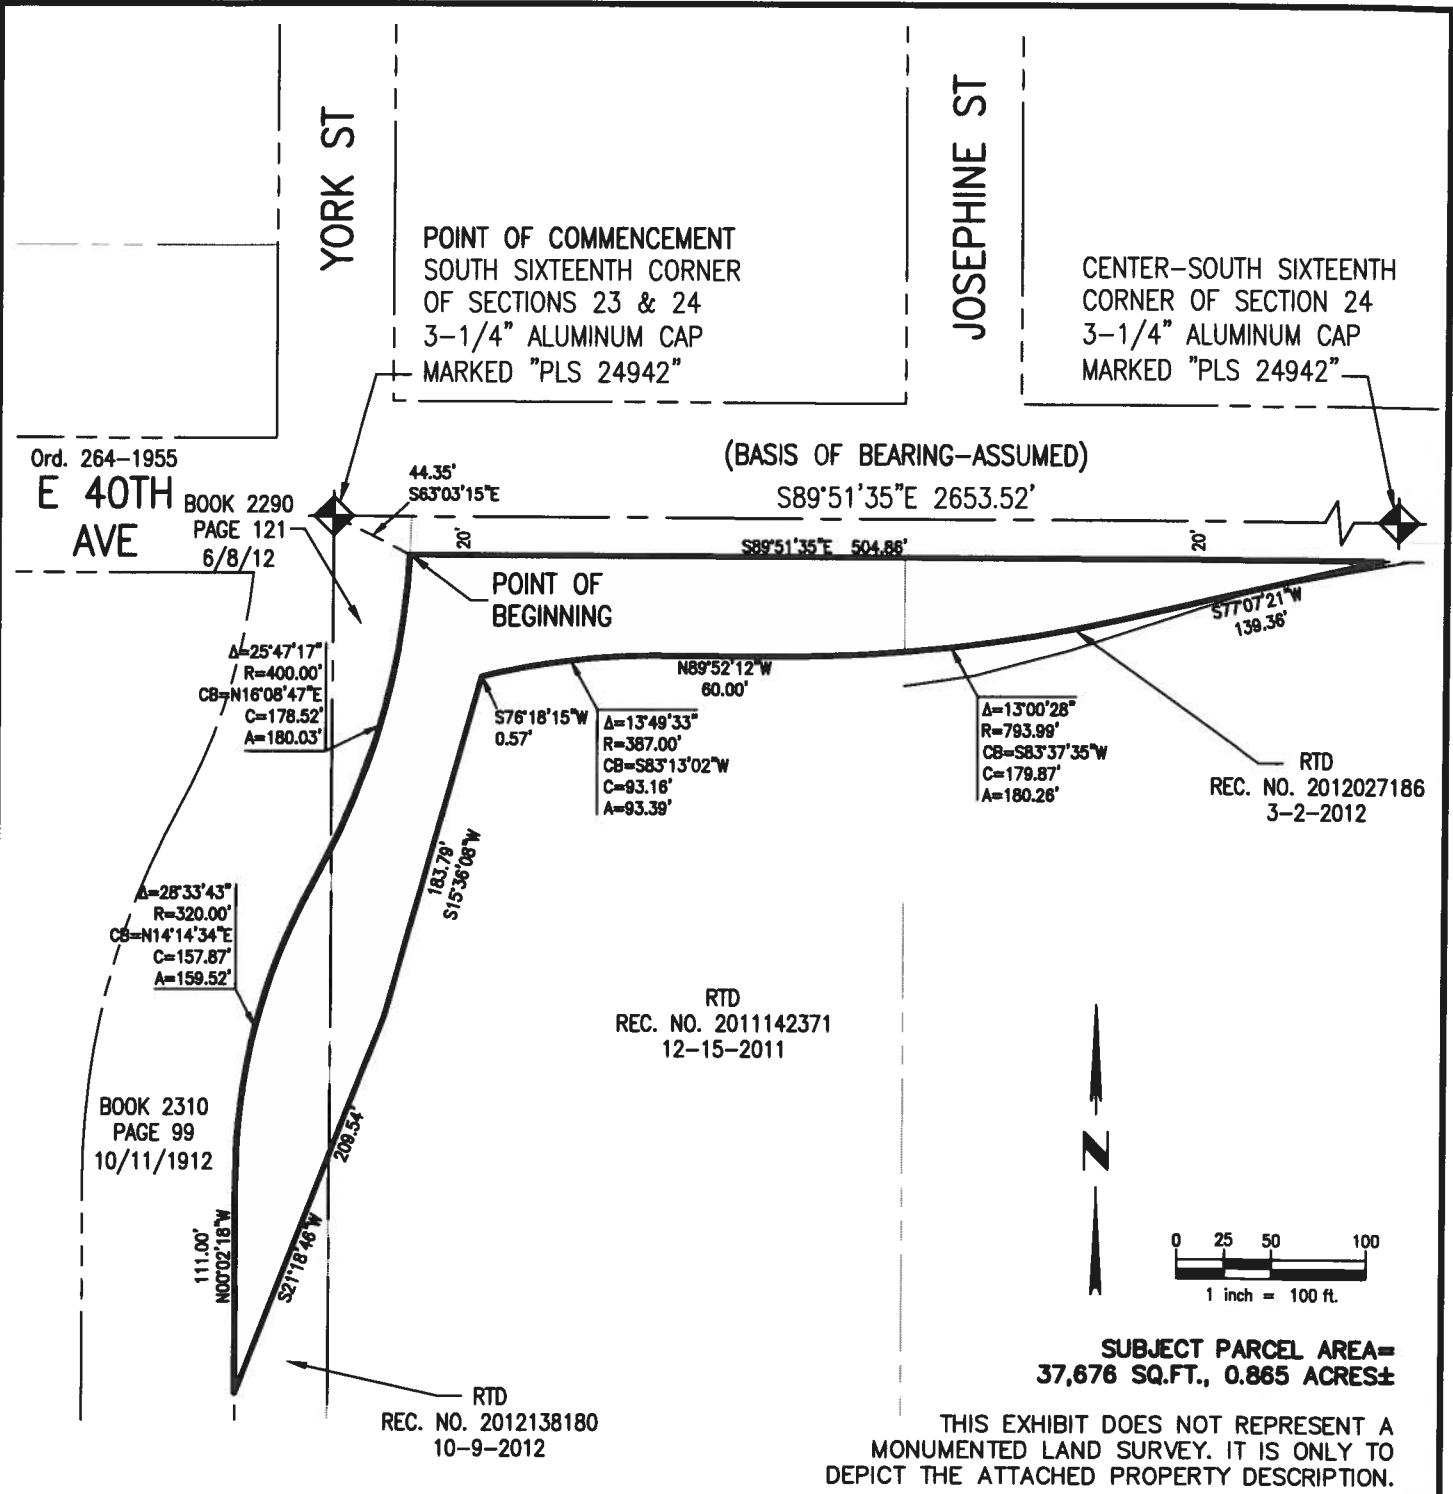 YORK ST
JOSEPHINE ST
POINT OF COMMENCEMENT
SOUTH SIXTEENTH CORNER
OF SECTIONS 23 & 24
3-1/4" ALUMINUM CAP
MARKED "PLS 24942"
CENTER-SOUTH SIXTEENTH
CORNER OF SECTION 24
3-1/4" ALUMINUM CAP
MARKED "PLS 24942"
Ord. 264-1955
E 40TH
AVE
BOOK 2290
PAGE 121
6/8/12
44.35'
S63°03'15"E
(BASIS OF BEARING-ASSUMED)
S89°51'35"E 2653.52'
20'
S89°51'35"E 504.86'
20'
POINT OF
BEGINNING
S77°07'21"W
139.36'
Δ=25°47'17"
R=400.00'
CB=N16°08'47"E
C=178.52'
A=180.03'
N89°52'12"W
60.00'
S76°18'15"W
0.57'
Δ=13°49'33"
R=387.00'
CB=S83°13'02"W
C=93.16'
A=93.39'
Δ=13°00'28"
R=793.99'
CB=S83°37'35"W
C=179.87'
A=180.26'
RTD
REC. NO. 2012027186
3-2-2012
183.79'
S15°36'08"W
Δ=28°33'43"
R=320.00'
CB=N14°14'34"E
C=157.87'
A=159.52'
RTD
REC. NO. 2011142371
12-15-2011
BOOK 2310
PAGE 99
10/11/1912
209.54'
S21°18'46"W
111.00'
N00°02'18"W
N
0 25 50 100
1 inch = 100 ft.
SUBJECT PARCEL AREA=
37,676 SQ.FT., 0.865 ACRES±
RTD
REC. NO. 2012138180
10-9-2012
THIS EXHIBIT DOES NOT REPRESENT A
MONUMENTED LAND SURVEY. IT IS ONLY TO
DEPICT THE ATTACHED PROPERTY DESCRIPTION.